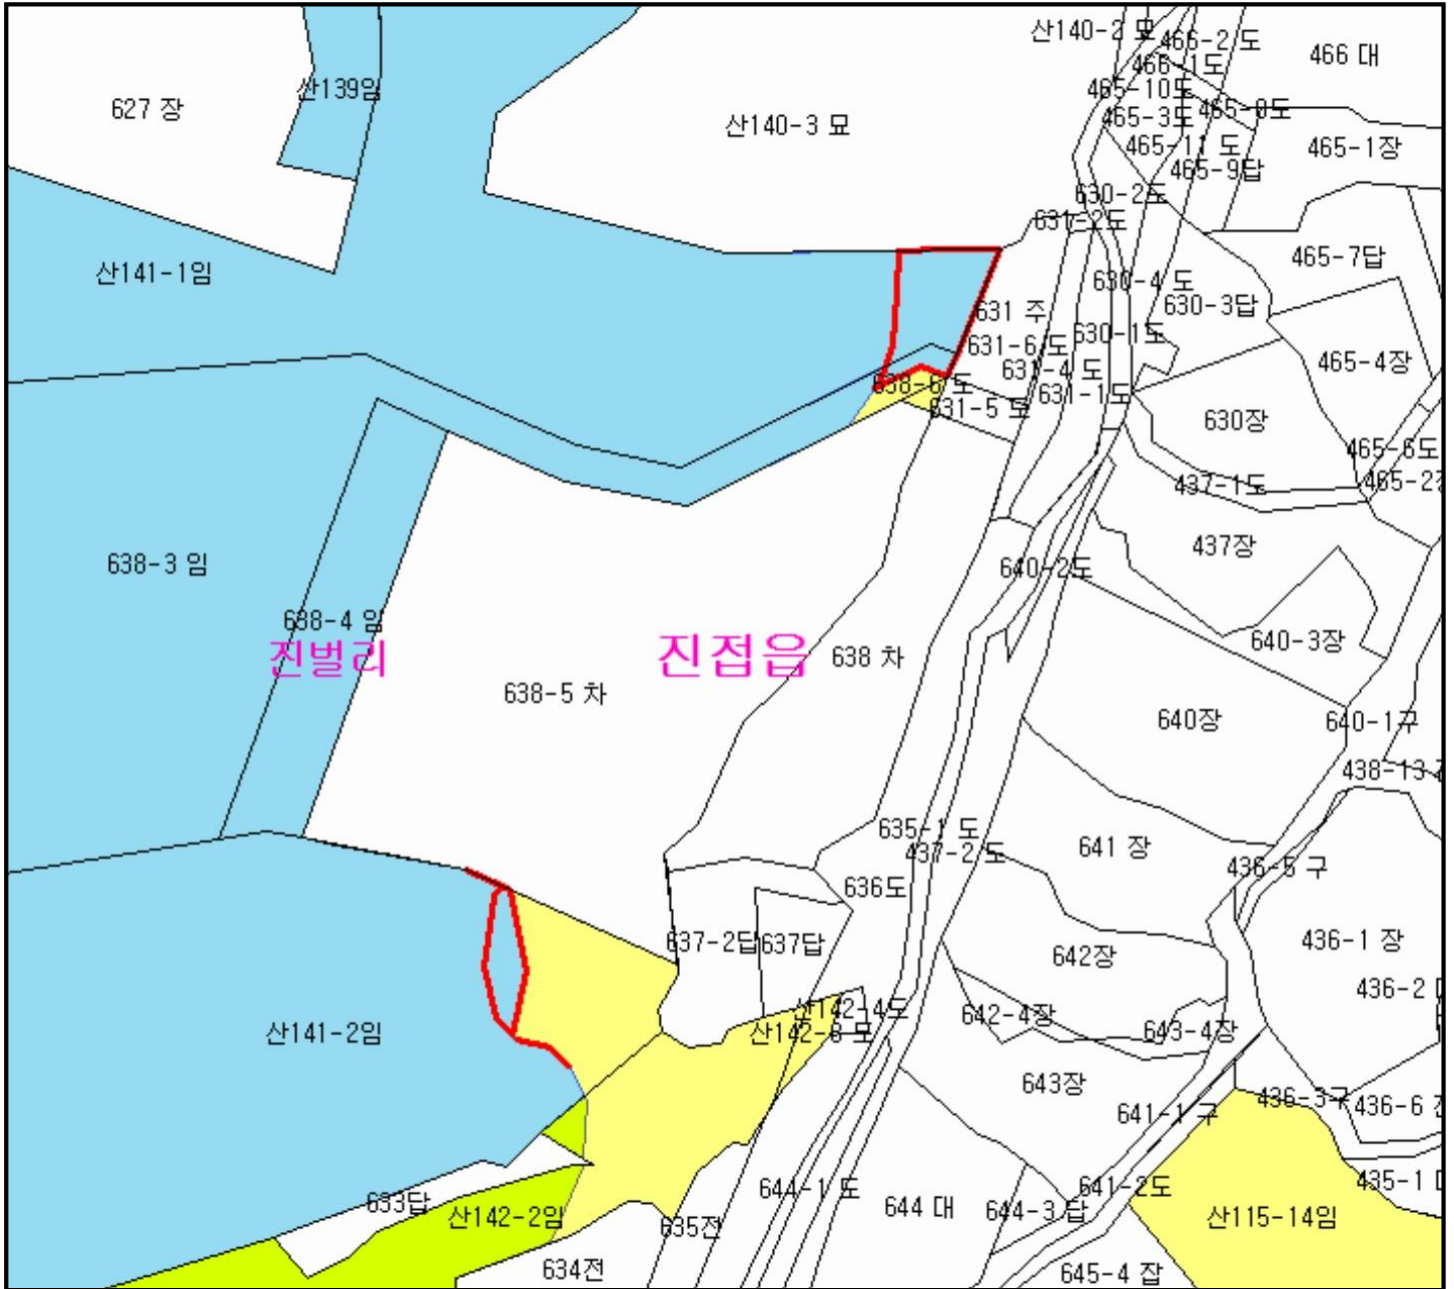 산140-2 묘
466-2 도
466 대
466-1도
산139임
465-10도
627 장
465-3도
산140-3 묘
465-11 도
465-1장
465-9답
630-2도
631-2도
465-7답
산141-1임
630-4 도
630-3답
631 주
630-1도
631-6 도
465-4장
631-4 도
638-6 도
631-1도
631-5 묘
630장
465-6도
437-1도
437장
638-3 임
640-2도
638-4 임
640-3장
진벌리
진접읍
638 차
638-5 차
640장
640-1구
438-13
635-1 도
641 장
437-2 도
436-5 구
636도
637-2답
637답
436-1 장
642장
436-2
산142-4도
642-4장
산141-2임
643-4장
643장
436-3구
436-6
641-1 구
435-1
641-2도
644-1 도
633답
644 대
644-3 답
산142-2임
산115-14임
635전
634전
645-4 잡